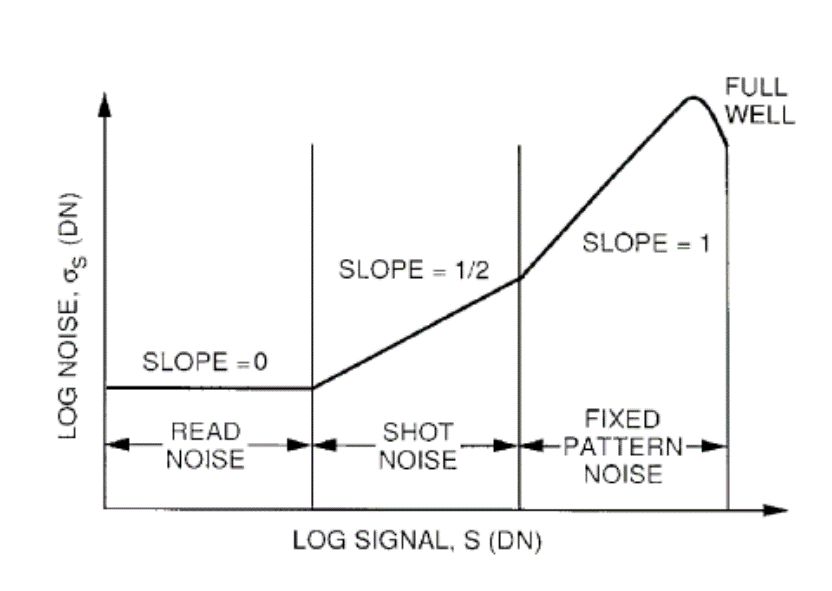 FULL
WELL
LOG NOISE, σS (DN)
SLOPE = 1
SLOPE = 1/2
SLOPE =0
READ
NOISE
SHOT
NOISE
FIXED
PATTERN
NOISE
LOG SIGNAL, S (DN)